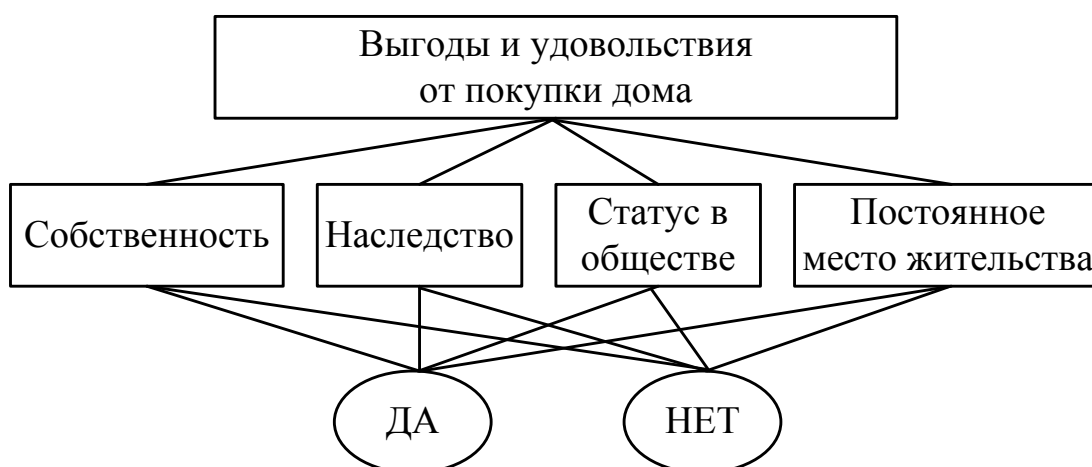 Выгоды и удовольствия
от покупки дома
Собственность
Наследство
Статус в
обществе
Постоянное
место жительства
ДА
НЕТ